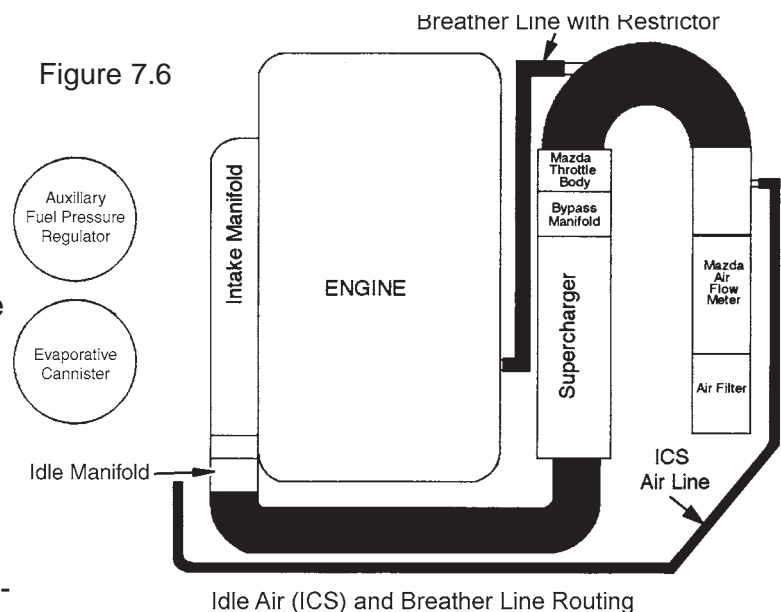 Breather Line with Restrictor
Figure 7.6
Auxillary
Fuel Pressure
Regulator
Evaporative
Cannister
Idle Manifold
Intake Manifold
ENGINE
Mazda
Throttle
Body
Bypass
Manifold
Supercharger
Mazda
Air
Flow
Meter
Air Filter
ICS
Air Line
e
-
Idle Air (ICS) and Breather Line Routing